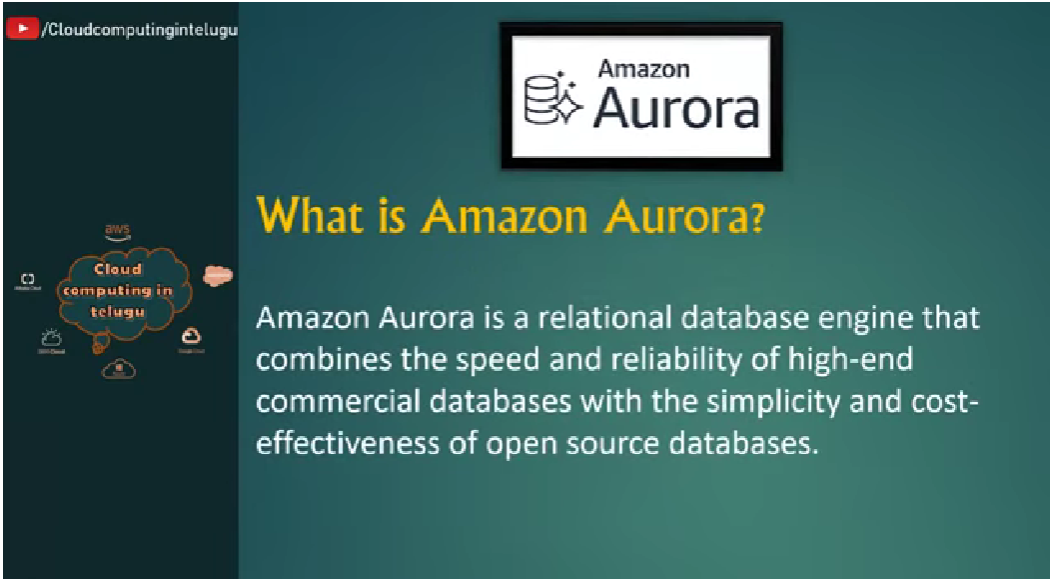 /Cloudcomputingintelugu
Amazon
Aurora
What is Amazon Aurora?
Amazon Aurora is a relational database engine that
combines the speed and reliability of high-end
commercial databases with the simplicity and cost-
effectiveness of open source databases.
aws
Cloud
computing in
telugu